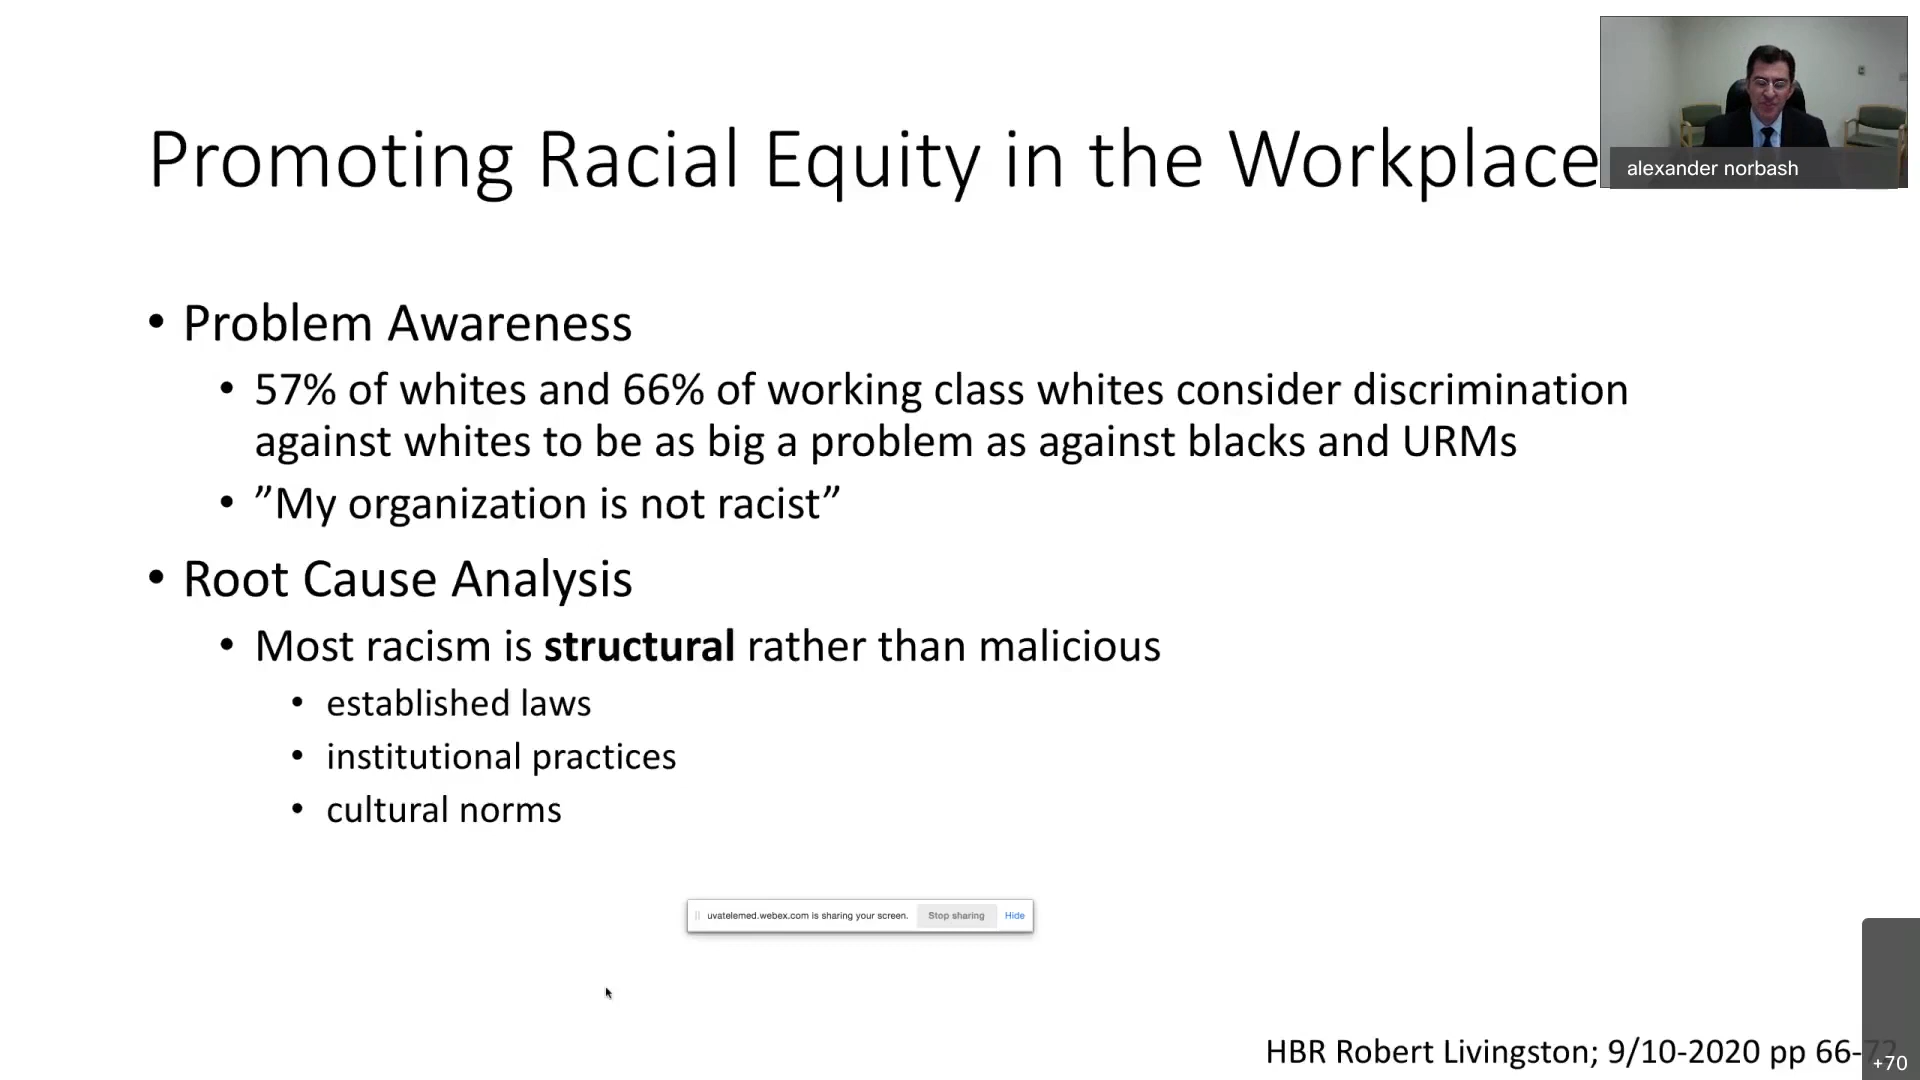 Promoting Racial Equity in the Workplace
alexander norbash
• Problem Awareness
• 57% of whites and 66% of working class whites consider discrimination
against whites to be as big a problem as against blacks and URMs
• ”My organization is not racist”
• Root Cause Analysis
• Most racism is structural rather than malicious
• established laws
• institutional practices
• cultural norms
uvatelemed.webex.com is sharing your screen. Stop sharing Hide
HBR Robert Livingston; 9/10-2020 pp 66-72
+70